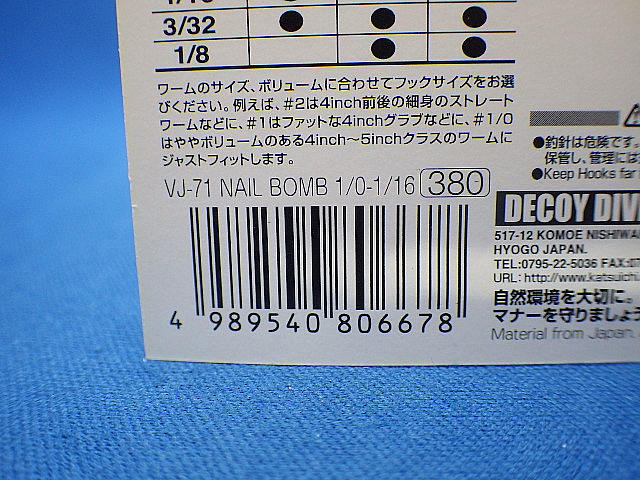 3/32 ● ● ●
1/8 ● ●
ワームのサイズ、ボリュームに合わせてフックサイズをお選
びください。例えば、#2は4inch前後の細身のストレート
ワームなどに、#1はファットな4inchグラブなどに、#1/0
はややボリュームのある4inch〜5inchクラスのワームに
ジャストフィットします。
VJ-71 NAIL BOMB 1/0-1/16 380
4 989540 806678
●釣針は危険です。
保管し、管理には
●Keep Hooks far
DECOY DIV
517-12 KOMOE NISHIWA
HYOGO JAPAN.
TEL:0795-22-5036 FAX:07
URL: http://www.katsuichi.
自然環境を大切に。
マナーを守りましょう
Material from Japan.